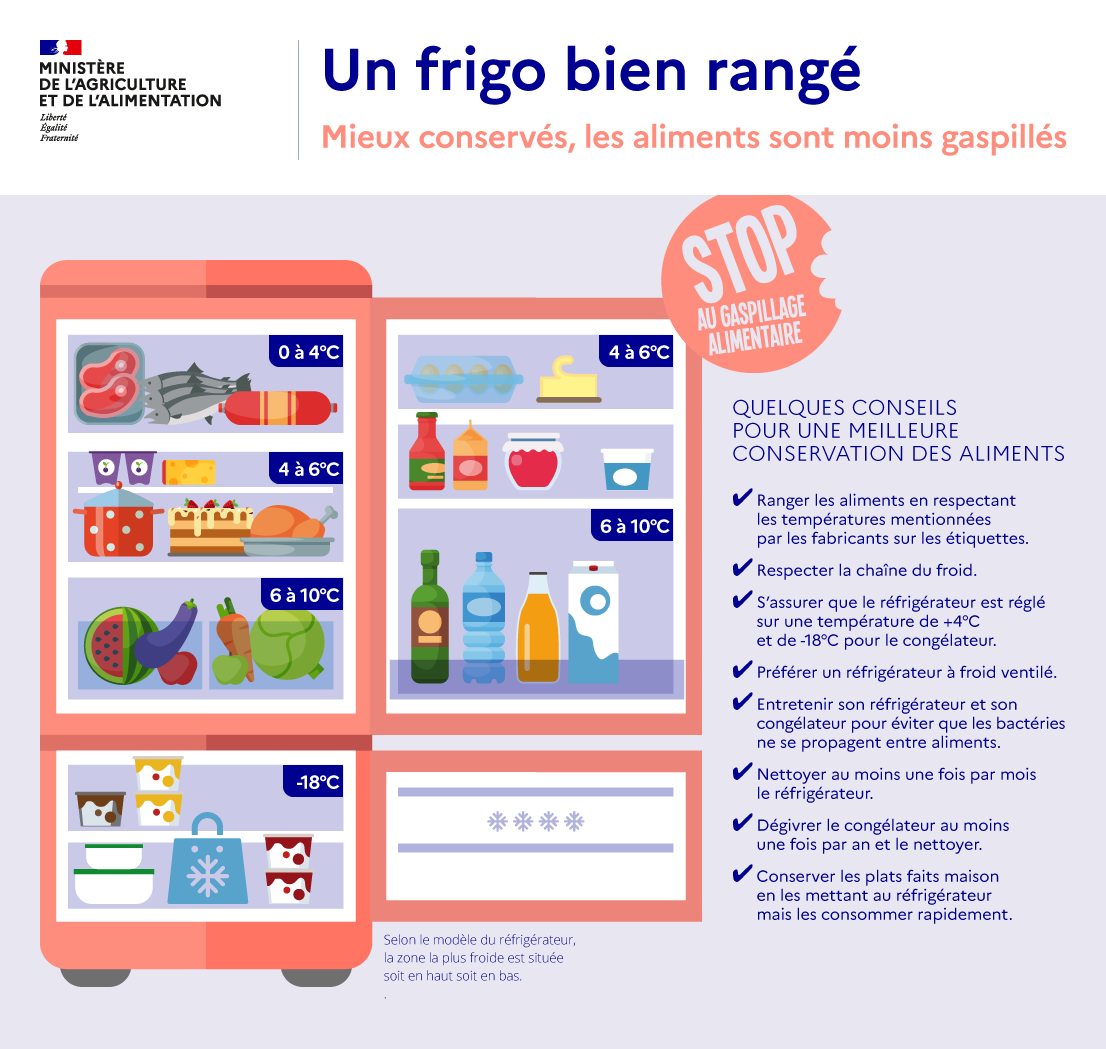 MINISTÈRE
DE L'AGRICULTURE
ET DE L'ALIMENTATION
Liberté
Égalité
Fraternité
Un frigo bien rangé
Mieux conservés, les aliments sont moins gaspillés
STOP
AU GASPILLAGE
ALIMENTAIRE
0 à 4°C
4 à 6°C
4 à 6°C
6 à 10°C
6 à 10°C
-18°C
QUELQUES CONSEILS
POUR UNE MEILLEURE
CONSERVATION DES ALIMENTS
✔ Ranger les aliments en respectant
les températures mentionnées
par les fabricants sur les étiquettes.
✔ Respecter la chaîne du froid.
✔ S'assurer que le réfrigérateur est réglé
sur une température de +4°C
et de -18°C pour le congélateur.
✔ Préférer un réfrigérateur à froid ventilé.
✔ Entretenir son réfrigérateur et son
congélateur pour éviter que les bactéries
ne se propagent entre aliments.
✔ Nettoyer au moins une fois par mois
le réfrigérateur.
✔ Dégivrer le congélateur au moins
une fois par an et le nettoyer.
✔ Conserver les plats faits maison
en les mettant au réfrigérateur
mais les consommer rapidement.
Selon le modèle du réfrigérateur,
la zone la plus froide est située
soit en haut soit en bas.
.